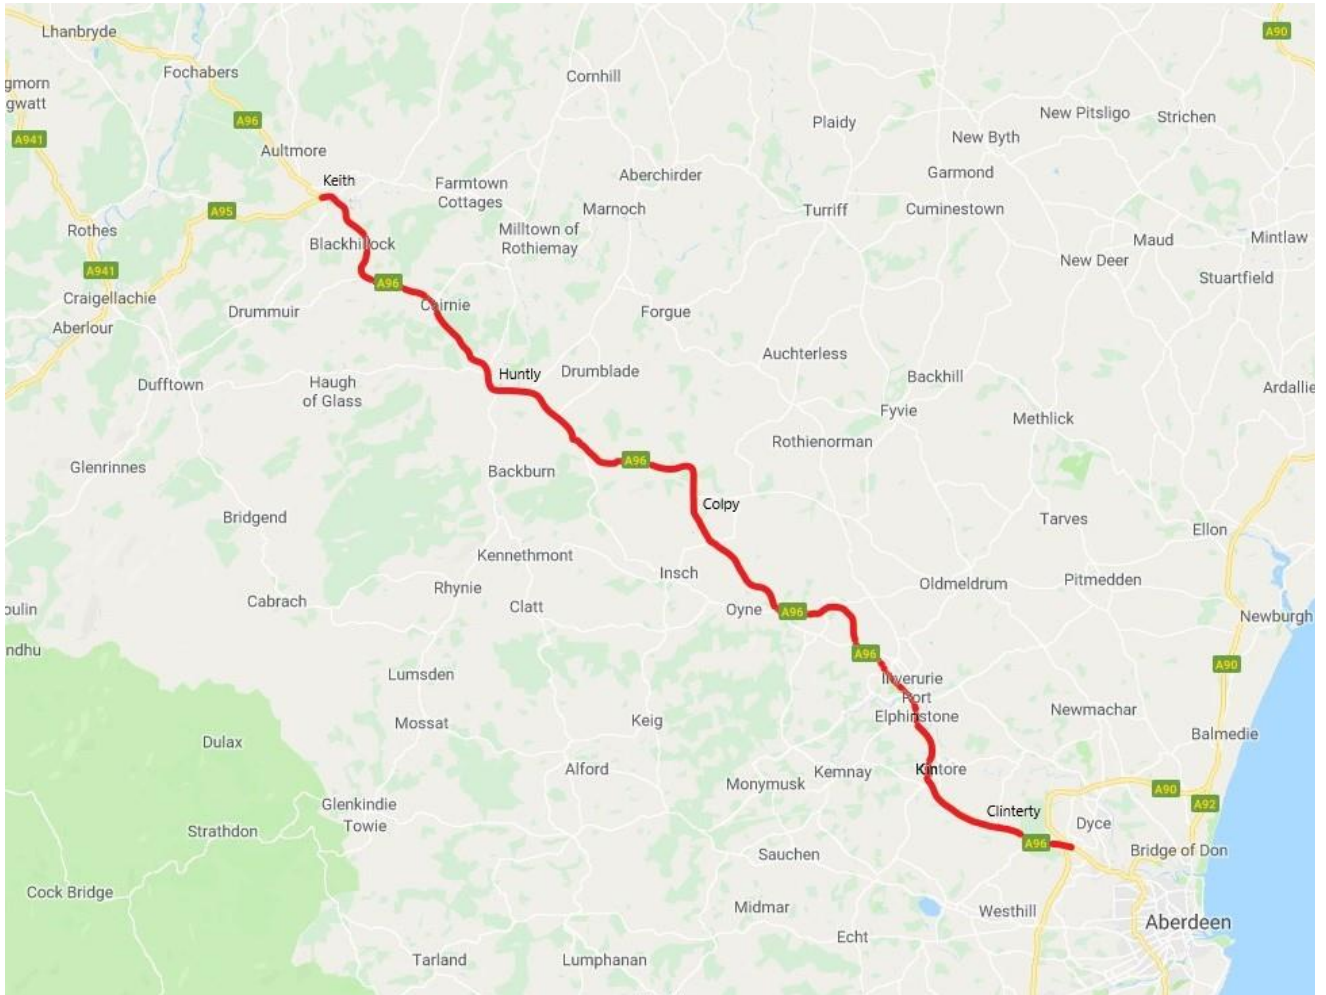 Lhanbryde
A90
Fochabers
Cornhill
gmorn
gwatt
New Pitsligo
Strichen
A96
Plaidy
A941
New Byth
Aultmore
Keith
Farmtown
Cottages
Aberchirder
Garmond
A95
Marnoch
Turriff
Cuminestown
Rothes
Milltown of
Rothiemay
Blackhillock
Maud
Mintlaw
New Deer
A941
Stuartfield
A96
Craigellachie
Cairnie
Drummuir
Forgue
Aberlour
Auchterless
Huntly
Drumblade
Backhill
Dufftown
Haugh
of Glass
Ardallie
Fyvie
Methlick
Rothienorman
A96
Glenrinnes
Backburn
Colpy
Bridgend
Tarves
Ellon
Kennethmont
Insch
Pitmedden
Oldmeldrum
Rhynie
Cabrach
Clatt
oulin
Oyne
A96
Newburgh
ndhu
A96
A90
Lumsden
Inverurie
Port
Elphinstone
Newmachar
Mossat
Keig
Balmedie
Dulax
Alford
Kemnay
Kintore
Monymusk
A90
Glenkindie
Towie
A92
Clinterty
Dyce
Strathdon
A96
Bridge of Don
Sauchen
Cock Bridge
Midmar
Westhill
Aberdeen
Echt
Tarland
Lumphanan